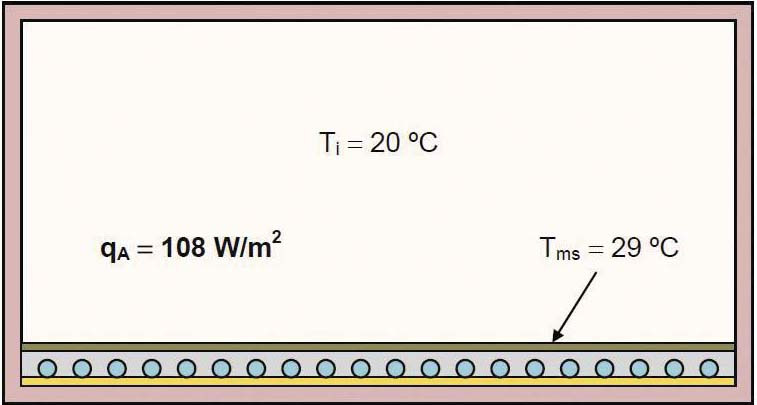 Tᵢ = 20 ºC
qA = 108 W/m²
Tms = 29 ºC